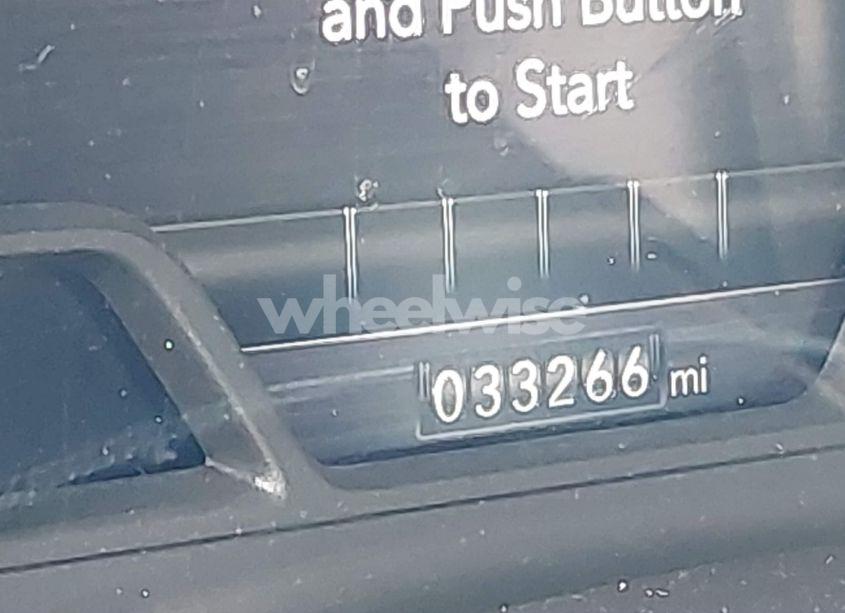 and Push Button
to Start
wheelwise
033266 mi